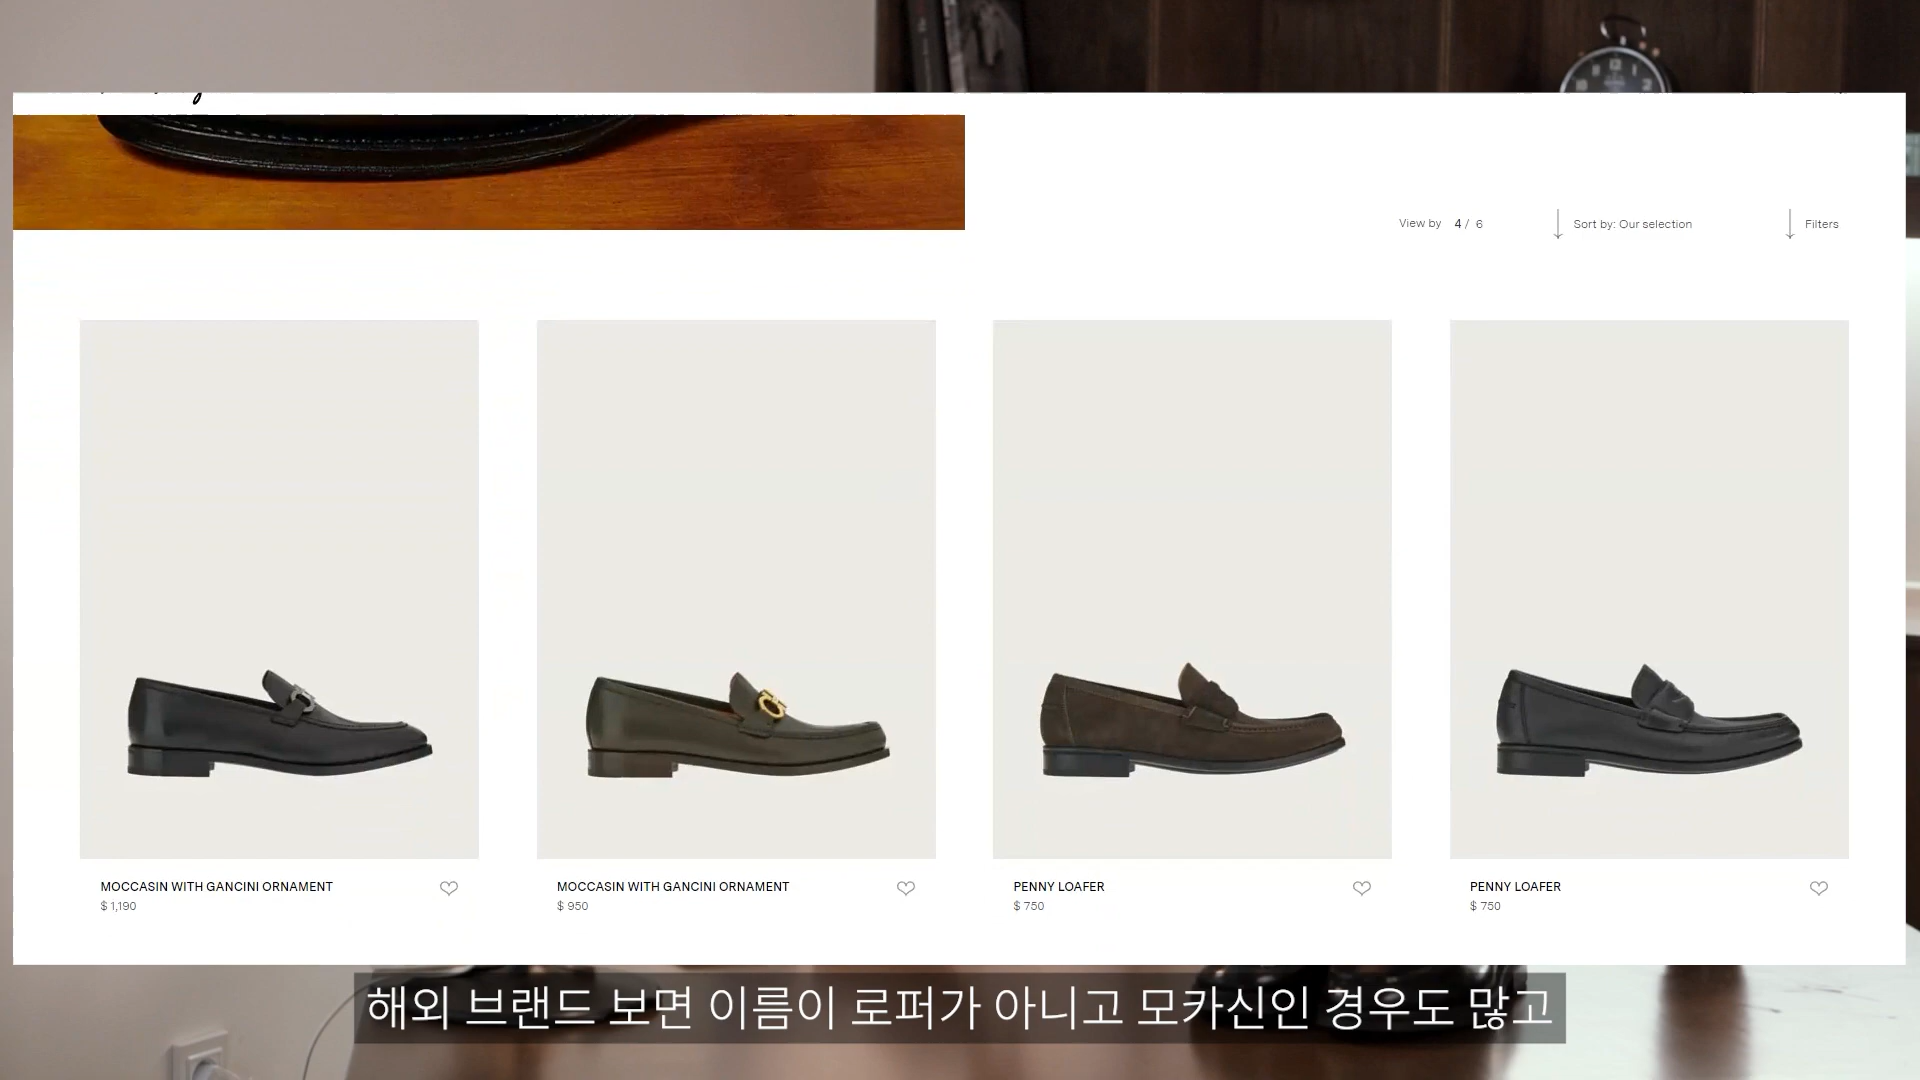 View by 4 / 6
Sort by: Our selection
Filters
MOCCASIN WITH GANCINI ORNAMENT
$ 1,190
MOCCASIN WITH GANCINI ORNAMENT
$ 950
PENNY LOAFER
$ 750
PENNY LOAFER
$ 750
해외 브랜드 보면 이름이 로퍼가 아니고 모카신인 경우도 많고